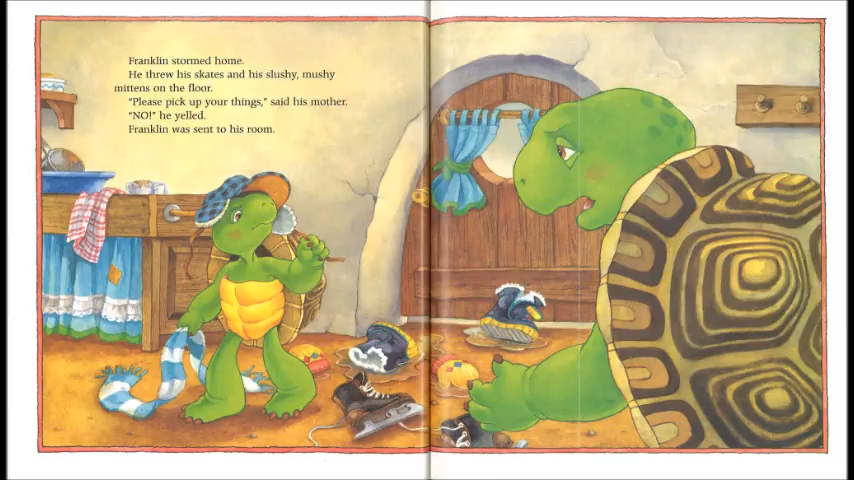 Franklin stormed home.
He threw his skates and his slushy, mushy
mittens on the floor.
"Please pick up your things," said his mother.
"NO!" he yelled.
Franklin was sent to his room.